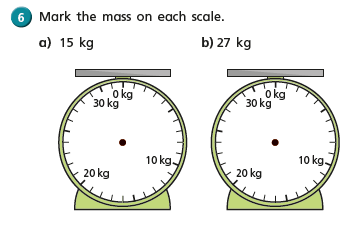 6 Mark the mass on each scale.
a) 15 kg b) 27 kg
0 kg 0 kg
30 kg 30 kg
10 kg 10 kg
20 kg 20 kg